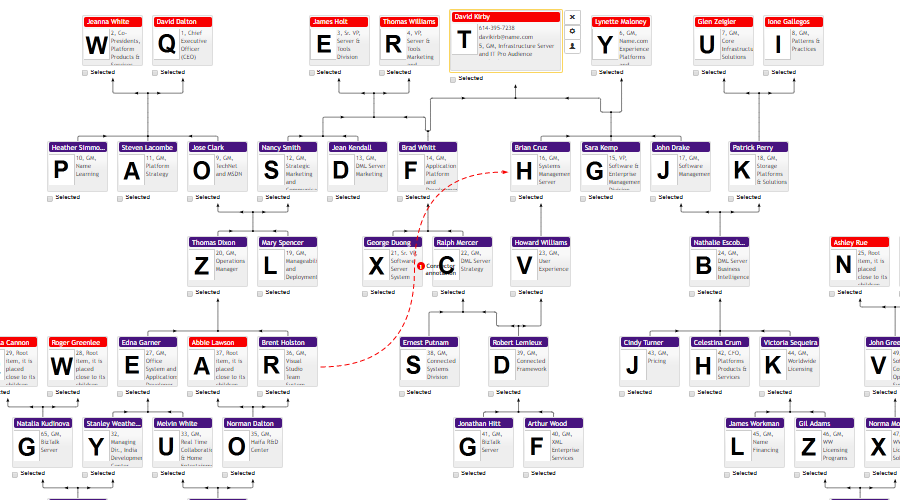 Jeanna White
W
2, Co-
Presidents,
Platform
Products &
Selected
David Dalton
Q
1, Chief
Executive
Officer
(CEO)
Selected
James Holt
E
3, Sr. VP,
Server &
Tools
Division
Selected
Thomas Williams
R
4, VP,
Server &
Tools
Marketing
and
Selected
David Kirby
T
614-395-7238
davikirb@name.com
5, GM, Infrastructure Server
and IT Pro Audience
Selected
Lynette Maloney
Y
6, GM,
Name.com
Experience
Platforms
and
Selected
Glen Zeigler
U
7, GM,
Core
Infrastructu
Solutions
Selected
Ione Gallegos
I
8, GM,
Patterns &
Practices
Selected
Heather Simmo...
P
10, GM,
Name
Learning
Selected
Steven Lacombe
A
11, GM,
Platform
Strategy
Selected
Jose Clark
O
9, GM,
TechNet
and MSDN
Selected
Nancy Smith
S
12, GM,
Strategic
Marketing
and
Selected
Jean Kendall
D
13, GM,
DML Server
Marketing
Selected
Brad Whitt
F
14, GM,
Application
Platform
and
Selected
Brian Cruz
H
16, GM,
Systems
Management
Server
Selected
Sara Kemp
G
15, VP,
Software &
Enterprise
Management
Division
Selected
John Drake
J
17, GM,
Software
Management
Selected
Patrick Perry
K
18, GM,
Storage
Platforms
& Solutions
Selected
Thomas Dixon
Z
20, GM,
Operations
Manager
Selected
Mary Spencer
L
19, GM,
Manageabili
and
Deployment
Selected
George Duong
X
21, Sr. VP,
Software
Server
System
Selected
Connector
annotation
Ralph Mercer
22, GM,
DML Server
Strategy
Selected
Howard Williams
V
23, GM,
User
Experience
Selected
Nathalie Escob...
B
24, GM,
DML Server
Business
Intelligence
Selected
Ashley Rue
N
25, Root
item, it is
placed
close to its
Selected
a Cannon
29, Root
item, it is
placed
close to its
Selected
Roger Greenlee
W
28, Root
item, it is
placed
close to its
Selected
Edna Garner
E
27, GM,
Office
System and
Application
Selected
Abbie Lawson
A
37, Root
item, it is
placed
close to its
Selected
Brent Holston
R
36, GM,
Visual
Studio
Team
Selected
Ernest Putnam
S
38, GM,
Connected
Systems
Division
Selected
Robert Lemieux
D
39, GM,
Connected
Framework
Selected
Cindy Turner
J
43, GM,
Pricing
Selected
Celestina Crum
H
42, CFO,
Platforms
Products &
Services
Selected
Victoria Sequeira
K
44, GM,
Worldwide
Licensing
Selected
John Gree
V
Selected
Natalia Kudinova
G
65, GM,
BizTalk
Server
Selected
Stanley Weathe...
Y
32,
Managing
Dir., India
Developmen
Center
Selected
Melvin White
U
33, GM,
Real Time
Collaboratio
& Home
Selected
Norman Dalton
O
35, GM,
Haifa R&D
Center
Selected
Jonathan Hitt
G
41, GM,
BizTalk
Server
Selected
Arthur Wood
F
40, GM,
XML
Enterprise
Services
Selected
James Workman
L
45, GM,
Name
Financing
Selected
Gil Adams
Z
46, GM,
WW
Licensing
Programs
Selected
Norma Mo
X
Selected